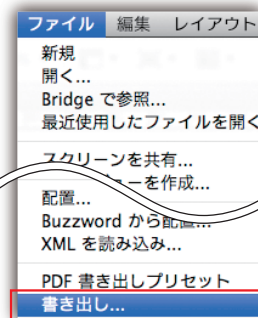 ファイル 編集 レイアウト
新規
開く...
Bridge で参照...
最近使用したファイルを開く
スクリーンを共有...
ーを作成...
配置...
Buzzword から配置...
XML を読み込み...
PDF 書き出しプリセット
書き出し...